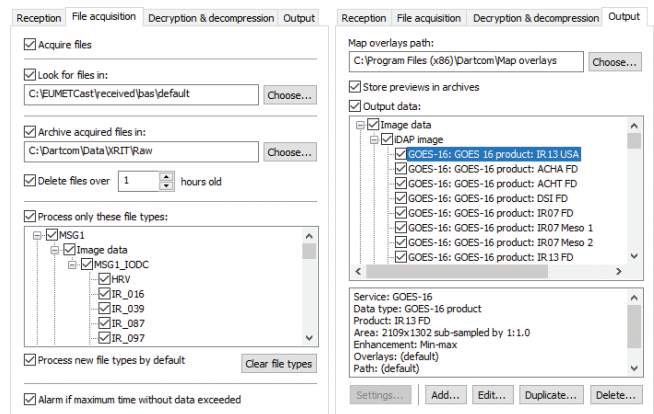 Reception File acquisition Decryption & decompression Output
Acquire files
Look for files in:
C:\EUMETCast\received\bas\default
Choose...
Archive acquired files in:
C:\Dartcom\Data\XRIT\Raw
Choose...
Delete files over 1 hours old
Process only these file types:
MSG1
Image data
MSG1_IODC
HRV
IR_016
IR_039
IR_087
IR_097
Process new file types by default
Clear file types
Alarm if maximum time without data exceeded
Reception File acquisition Decryption & decompression Output
Map overlays path:
C:\Program Files (x86)\Dartcom\Map overlays
Choose...
Store previews in archives
Output data:
Image data
iDAP image
GOES-16: GOES 16 product: IR13 USA
GOES-16: GOES-16 product: ACHA FD
GOES-16: GOES-16 product: ACHT FD
GOES-16: GOES-16 product: DSI FD
GOES-16: GOES-16 product: IR07 FD
GOES-16: GOES-16 product: IR07 Meso 1
GOES-16: GOES-16 product: IR07 Meso 2
GOES-16: GOES-16 product: IR13 FD
Service: GOES-16
Data type: GOES-16 product
Product: IR13 FD
Area: 2109x1302 sub-sampled by 1:1.0
Enhancement: Min-max
Overlays: (default)
Path: (default)
Settings... Add... Edit... Duplicate... Delete...